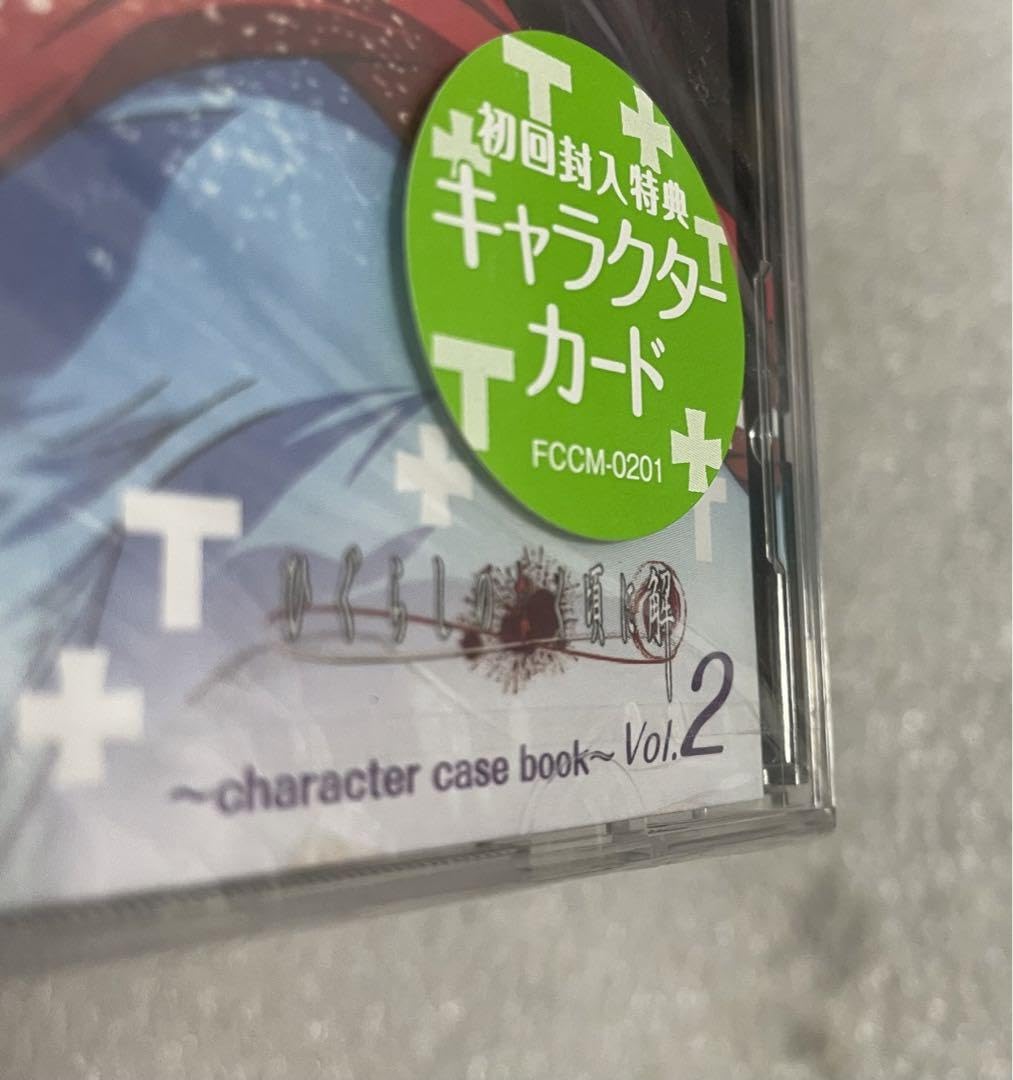 初回封入特典
キャラクター
カード
FCCM-0201
ひぐらしの く頃に解
~character case book~ Vol.2